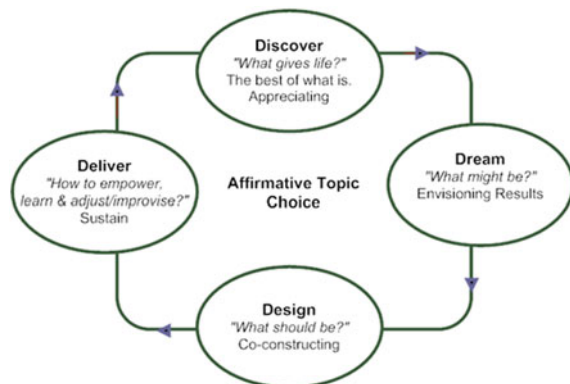 Discover
"What gives life?"
The best of what is.
Appreciating
Dream
"What might be?"
Envisioning Results
Deliver
"How to empower,
learn & adjust/improvise?"
Sustain
Affirmative Topic
Choice
Design
"What should be?"
Co-constructing